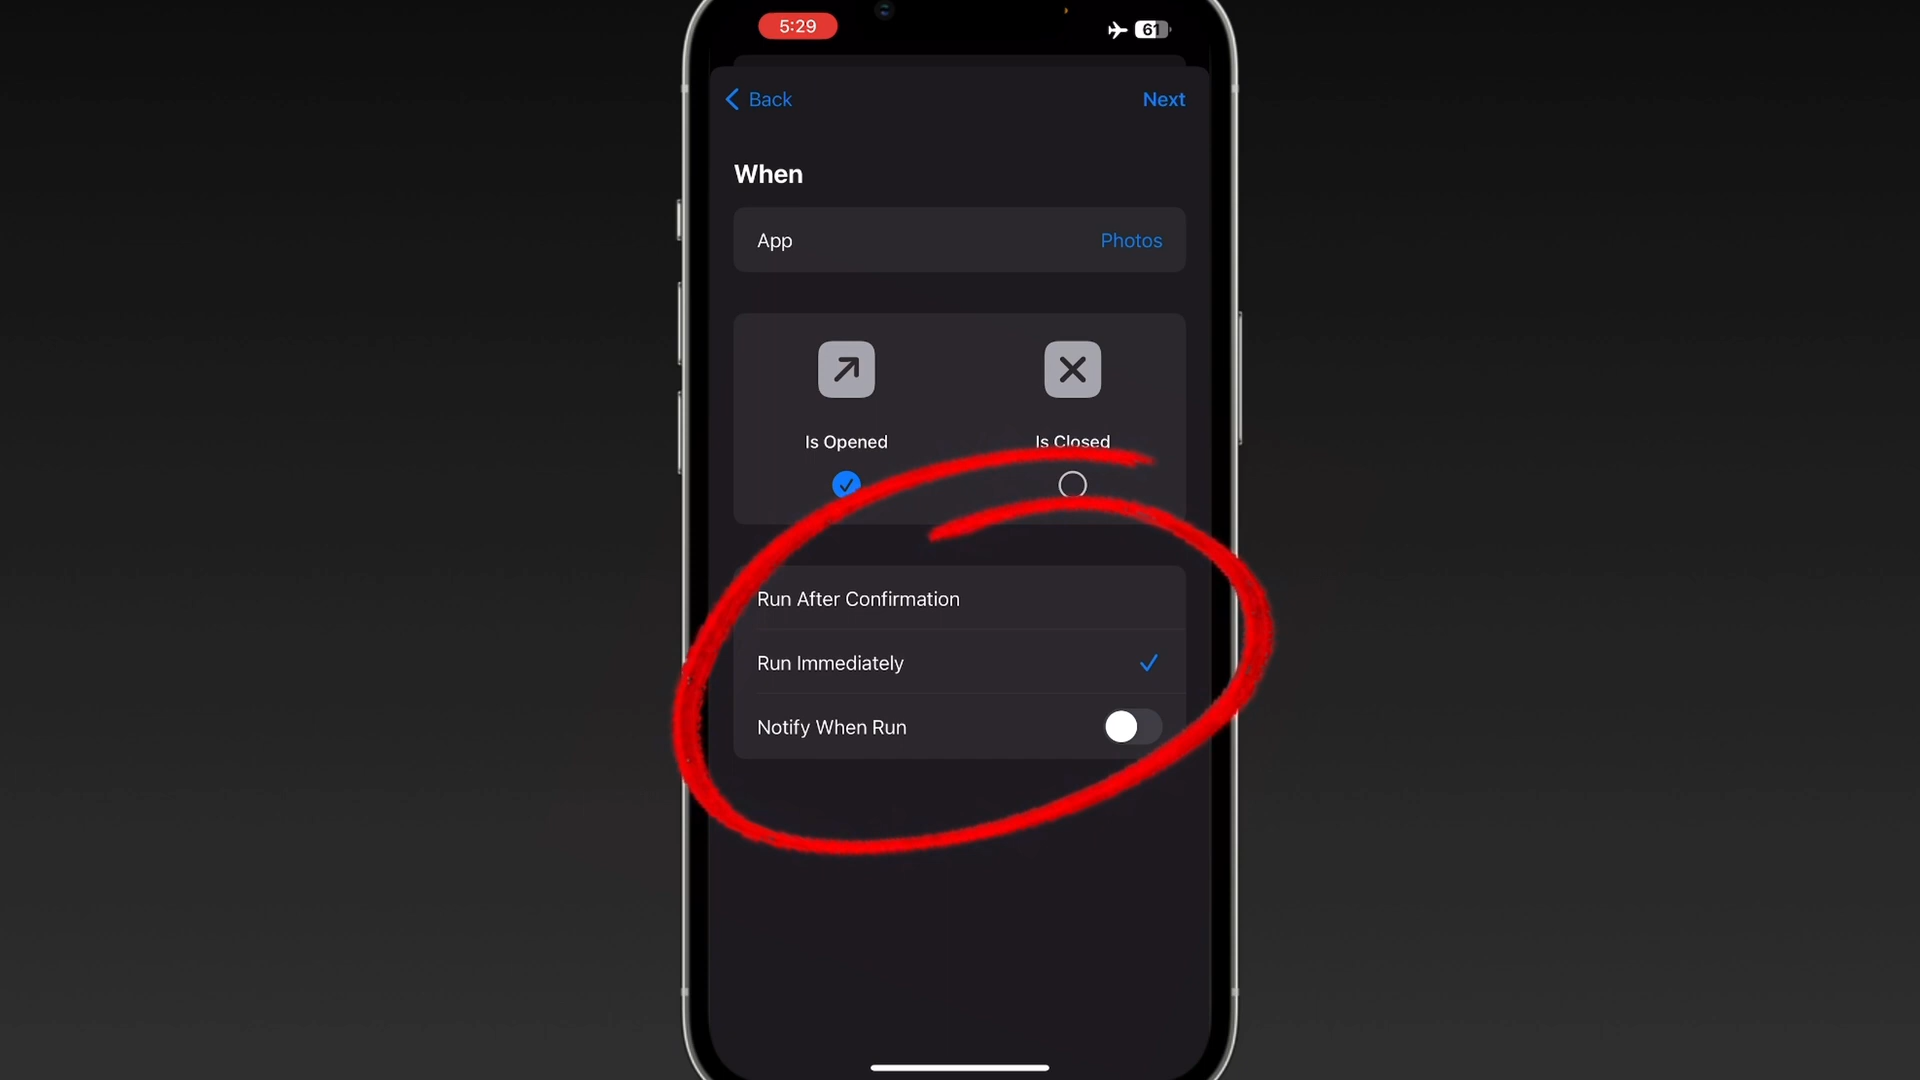 5:29
61
Back
Next
When
App
Photos
Is Opened
Is Closed
Run After Confirmation
Run Immediately
Notify When Run